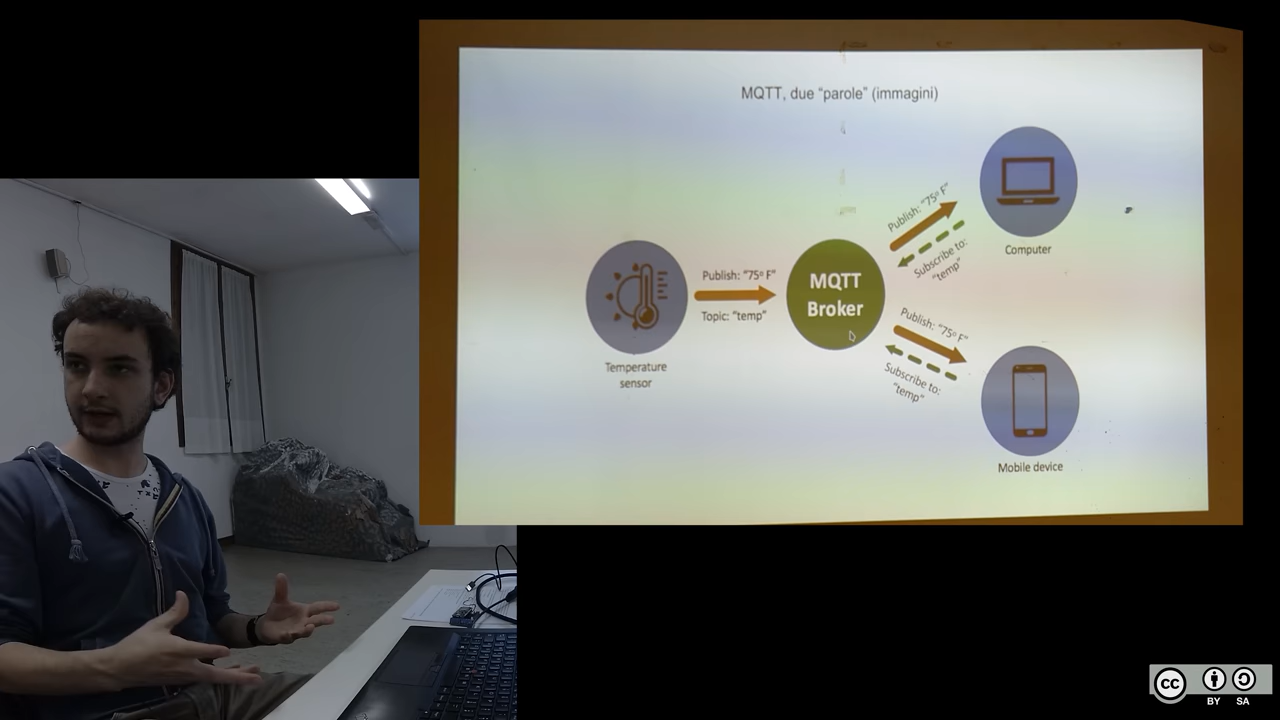 MQTT, due “parole” (immagini)
Publish: “75º F”
Topic: “temp”
Temperature
sensor
MQTT
Broker
Publish: “75º F”
Subscribe to:
“temp”
Computer
Publish: “75º F”
Subscribe to:
“temp”
Mobile device
cc
BY SA